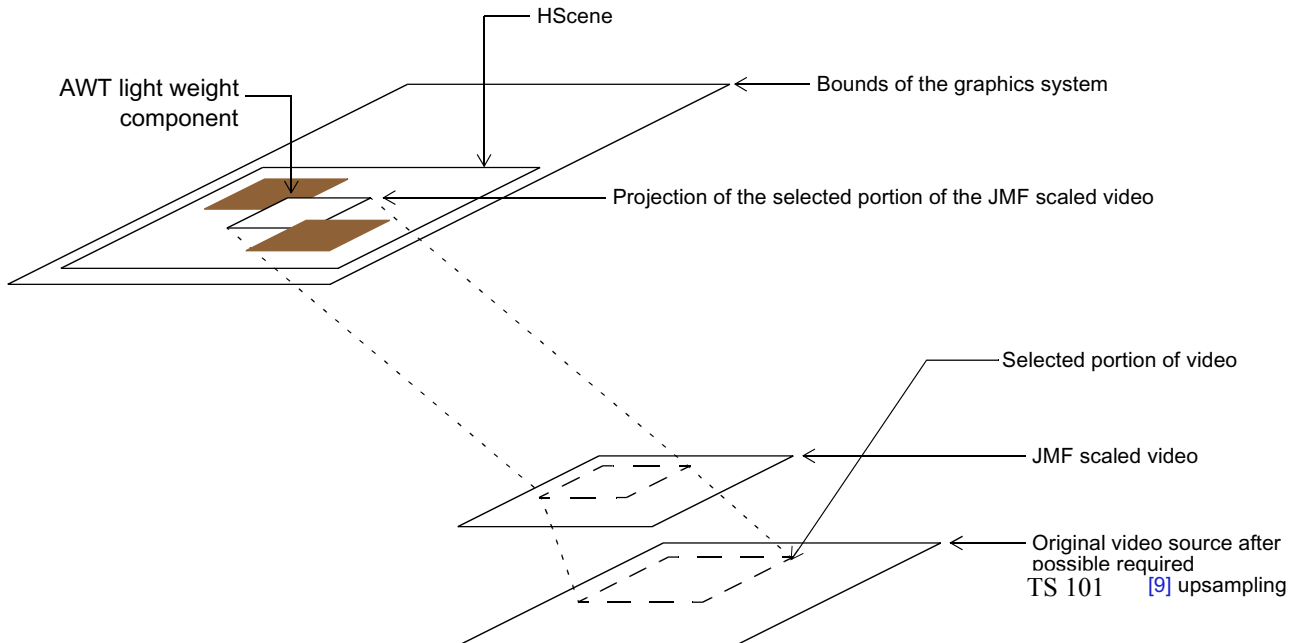 HScene
AWT light weight
component
Bounds of the graphics system
Projection of the selected portion of the JMF scaled video
Selected portion of video
JMF scaled video
Original video source after
possible required
TS 101 [9] upsampling